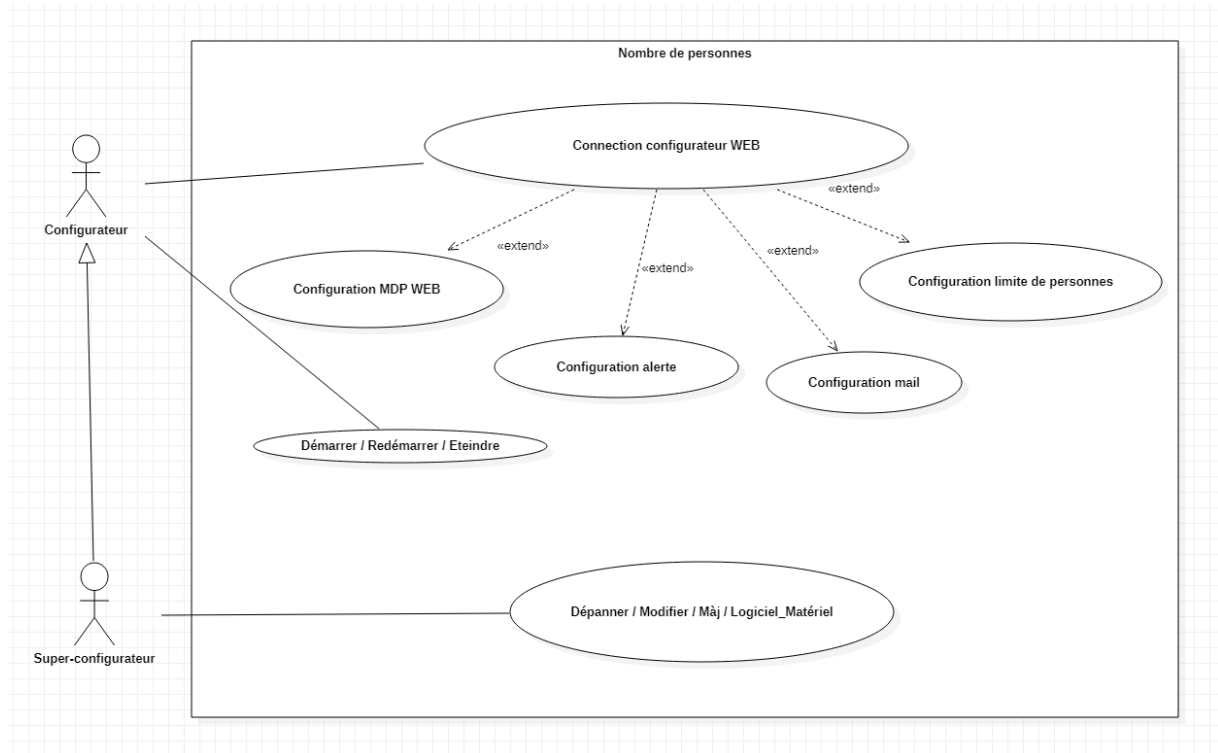 Nombre de personnes
Connection configurateur WEB
«extend»
Configurateur
«extend»
«extend»
«extend»
Configuration MDP WEB
Configuration limite de personnes
Configuration alerte
Configuration mail
Démarrer / Redémarrer / Eteindre
Dépanner / Modifier / Màj / Logiciel_Matériel
Super-configurateur